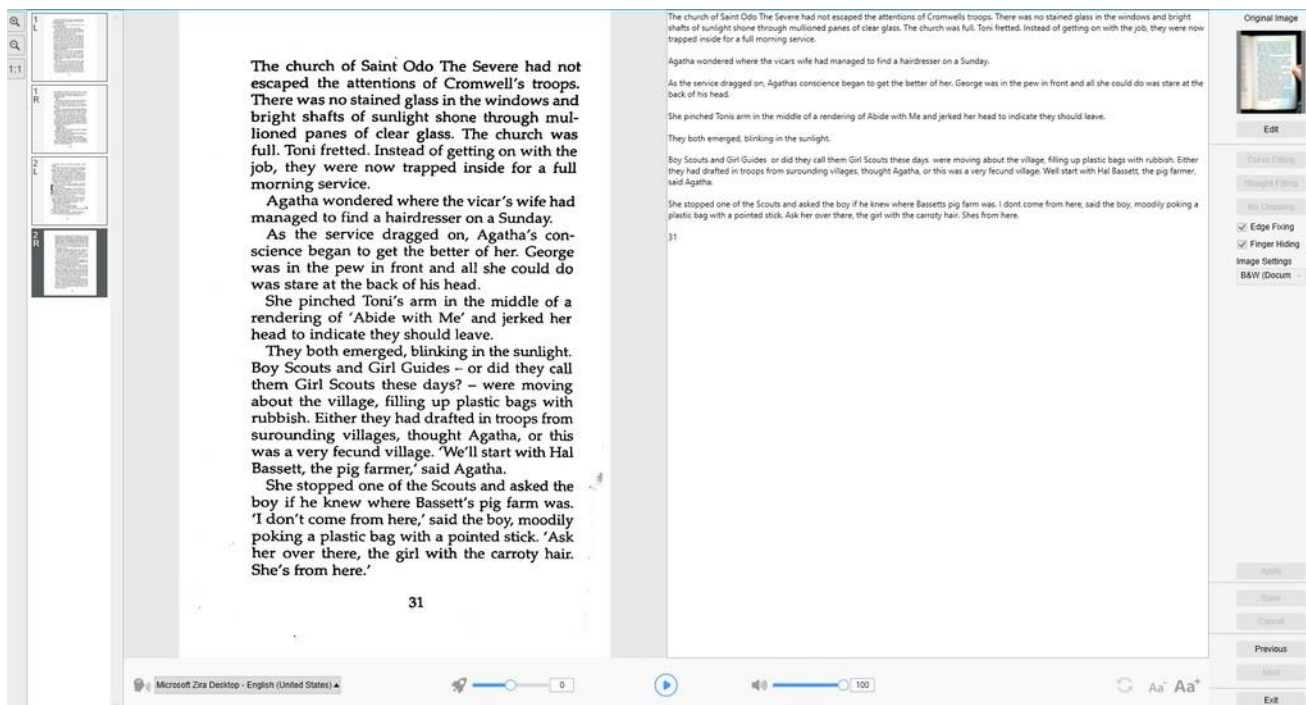 1
L
1
R
2
L
2
R
1:1
The church of Saint Odo The Severe had not
escaped the attentions of Cromwell's troops.
There was no stained glass in the windows and
bright shafts of sunlight shone through mul-
lioned panes of clear glass. The church was
full. Toni fretted. Instead of getting on with the
job, they were now trapped inside for a full
morning service.
Agatha wondered where the vicar's wife had
managed to find a hairdresser on a Sunday.
As the service dragged on, Agatha's con-
science began to get the better of her. George
was in the pew in front and all she could do
was stare at the back of his head.
She pinched Toni's arm in the middle of a
rendering of 'Abide with Me' and jerked her
head to indicate they should leave.
They both emerged, blinking in the sunlight.
Boy Scouts and Girl Guides – or did they call
them Girl Scouts these days? – were moving
about the village, filling up plastic bags with
rubbish. Either they had drafted in troops from
surounding villages, thought Agatha, or this
was a very fecund village. 'We'll start with Hal
Bassett, the pig farmer,' said Agatha.
She stopped one of the Scouts and asked the
boy if he knew where Bassett's pig farm was.
'I don't come from here,' said the boy, moodily
poking a plastic bag with a pointed stick. 'Ask
her over there, the girl with the carroty hair.
She's from here.'
31
The church of Saint Odo The Severe had not escaped the attentions of Cromwells troops. There was no stained glass in the windows and bright
shafts of sunlight shone through mullioned panes of clear glass. The church was full. Toni fretted. Instead of getting on with the job, they were now
trapped inside for a full morning service.
Agatha wondered where the vicars wife had managed to find a hairdresser on a Sunday.
As the service dragged on, Agathas conscience began to get the better of her. George was in the pew in front and all she could do was stare at the
back of his head.
She pinched Tonis arm in the middle of a rendering of Abide with Me and jerked her head to indicate they should leave.
They both emerged, blinking in the sunlight.
Boy Scouts and Girl Guides or did they call them Girl Scouts these days were moving about the village, filling up plastic bags with rubbish. Either
they had drafted in troops from surounding villages, thought Agatha, or this was a very fecund village. Well start with Hal Bassett, the pig farmer,
said Agatha.
She stopped one of the Scouts and asked the boy if he knew where Bassetts pig farm was. I dont come from here, said the boy, moodily poking a
plastic bag with a pointed stick. Ask her over there, the girl with the carroty hair. Shes from here.
31
Original Image
Edit
Curve Fitting
Straight Fitting
No Cropping
Edge Fixing
Finger Hiding
Image Settings
B&W (Docum
Apply
Save
Cancel
Previous
Next
Exit
Microsoft Zira Desktop - English (United States)
0
100
Aa-
Aa+